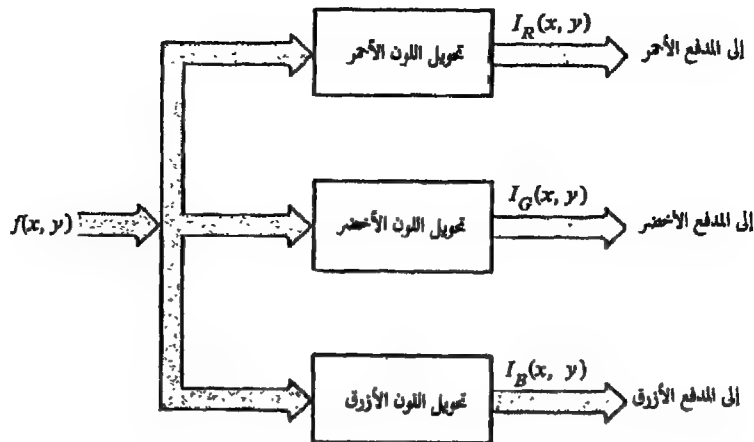 I_R(x, y)
تحويل اللون الأحمر
إلى المدفع الأحمر
f(x, y)
I_G(x, y)
تحويل اللون الأخضر
إلى المدفع الأخضر
I_B(x, y)
تحويل اللون الأزرق
إلى المدفع الأزرق